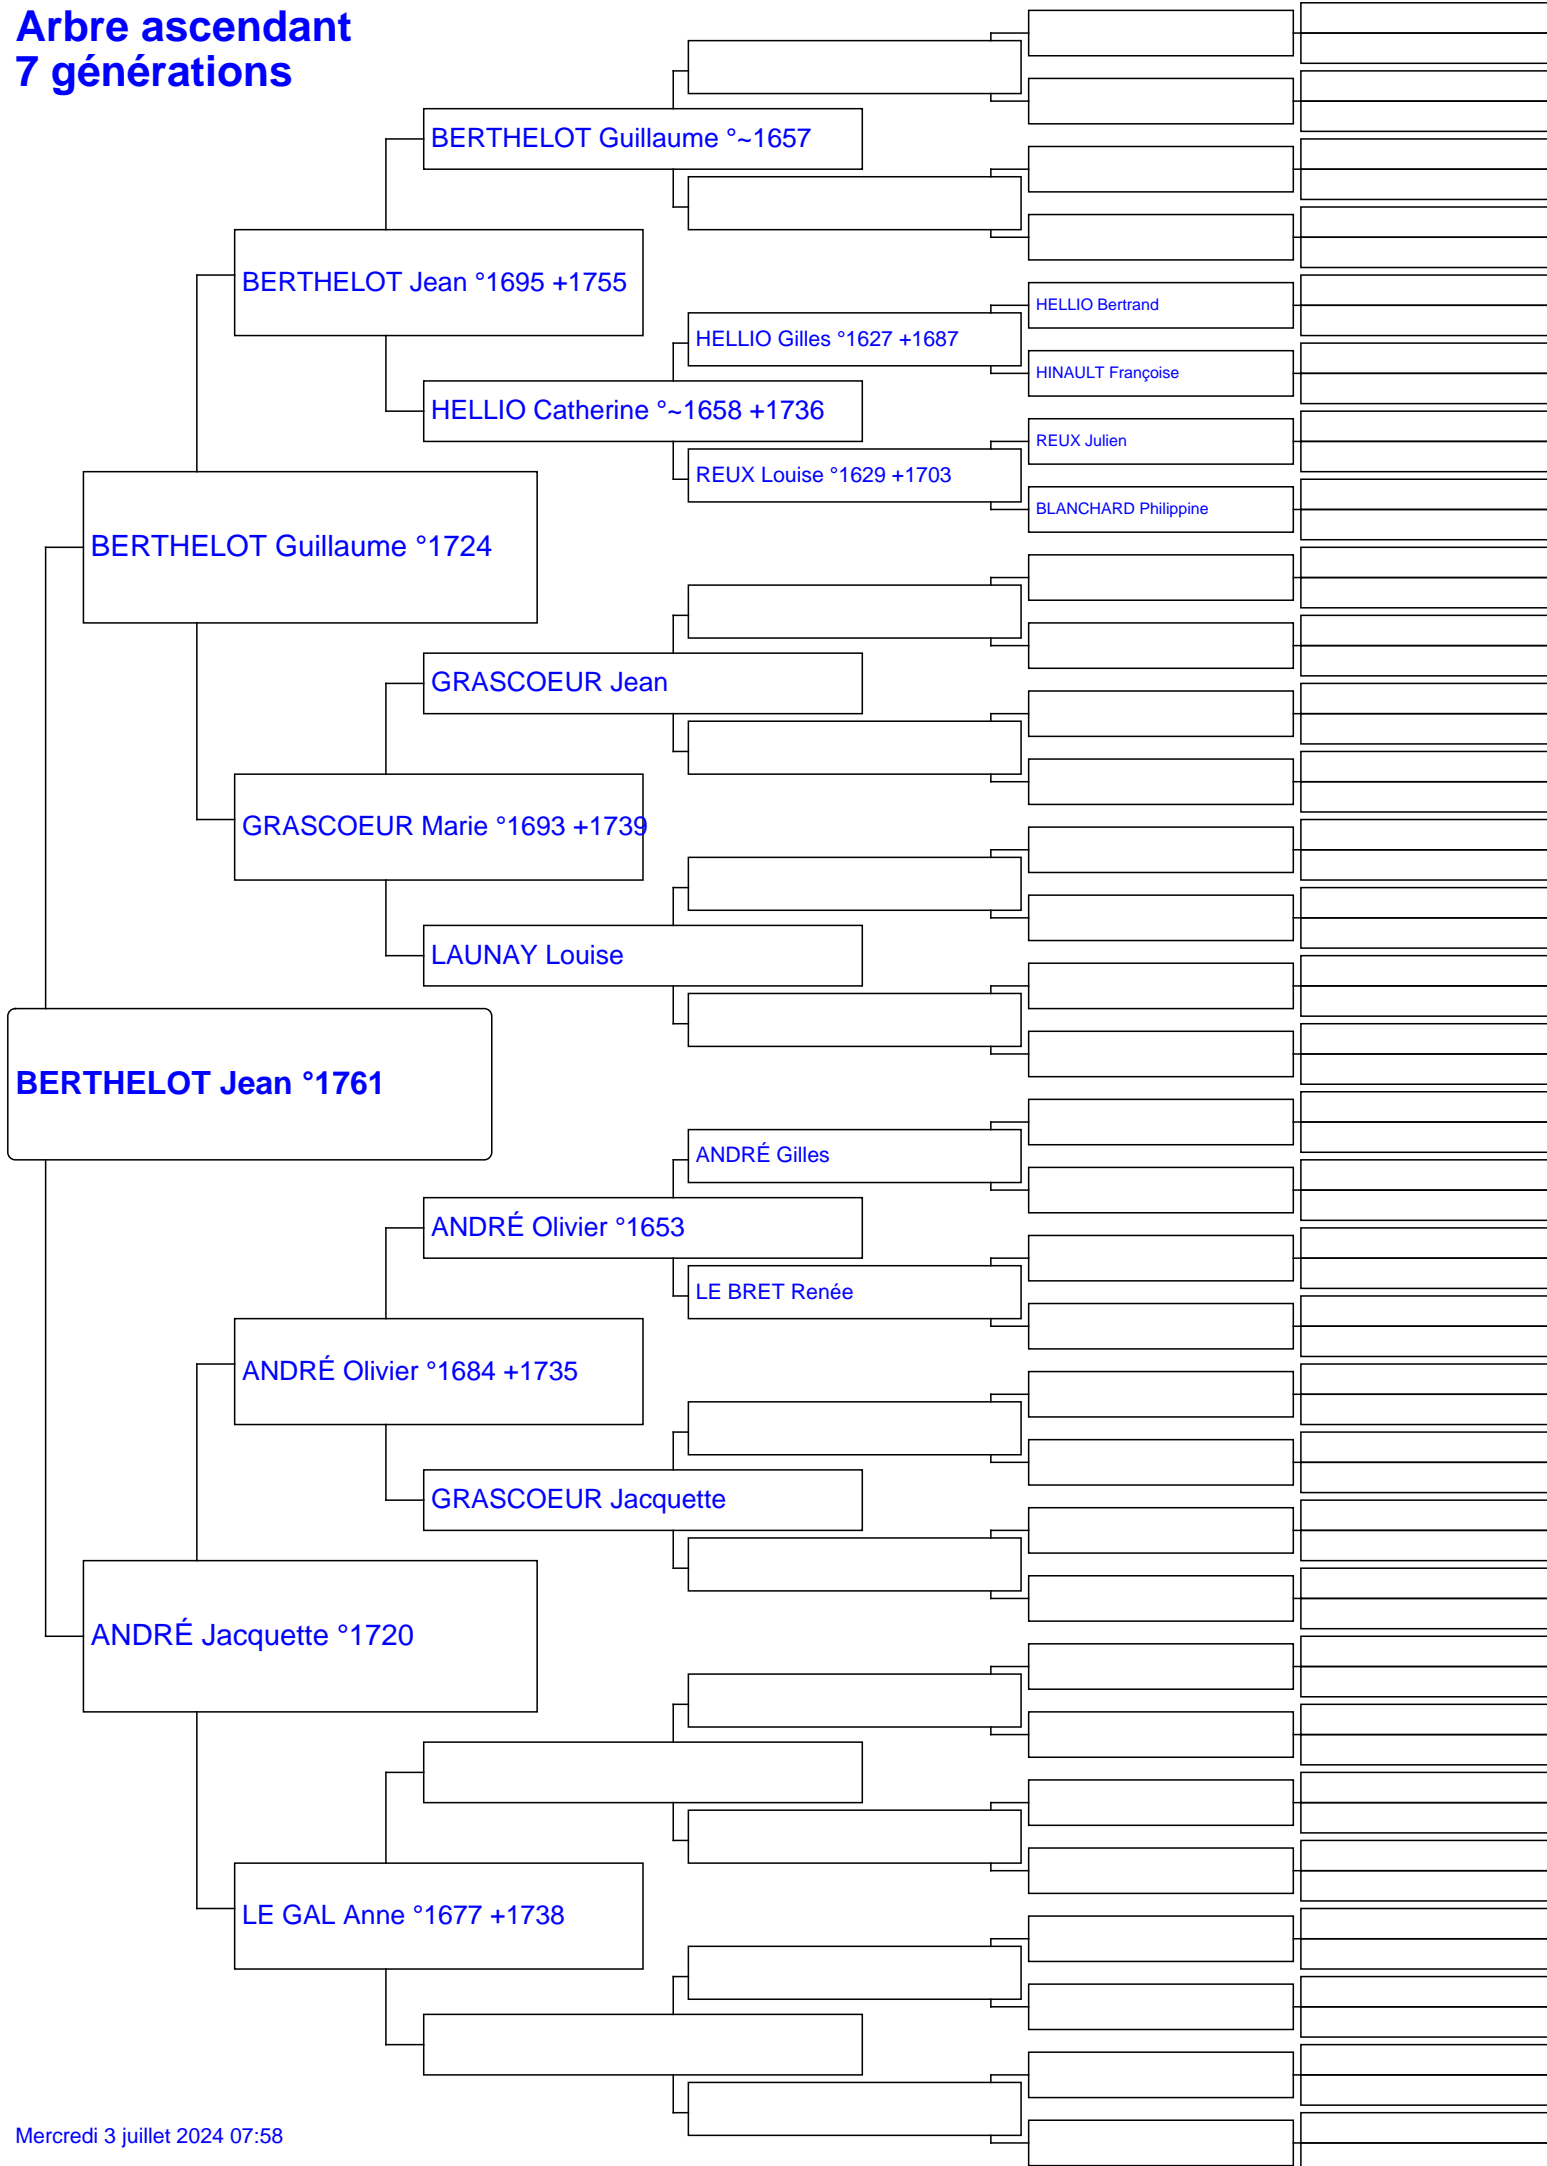 Arbre ascendant
7 générations
BERTHELOT Guillaume °~1657
BERTHELOT Jean °1695 +1755
HELLIO Bertrand
HELLIO Gilles °1627 +1687
HINAULT Françoise
HELLIO Catherine °~1658 +1736
REUX Julien
REUX Louise °1629 +1703
BLANCHARD Philippine
BERTHELOT Guillaume °1724
GRASCOEUR Jean
GRASCOEUR Marie °1693 +1739
LAUNAY Louise
BERTHELOT Jean °1761
ANDRÉ Gilles
ANDRÉ Olivier °1653
LE BRET Renée
ANDRÉ Olivier °1684 +1735
GRASCOEUR Jacquette
ANDRÉ Jacquette °1720
LE GAL Anne °1677 +1738
Mercredi 3 juillet 2024 07:58